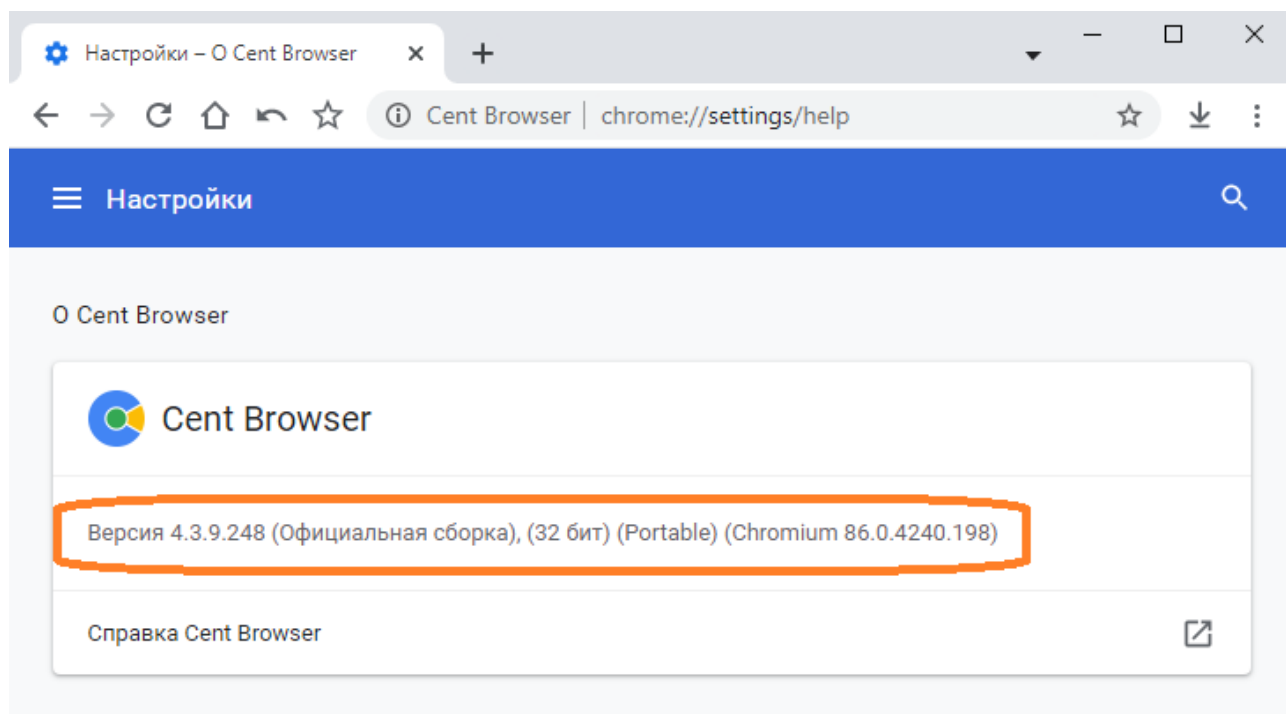 Настройки – О Cent Browser
Cent Browser | chrome://settings/help
Настройки
О Cent Browser
Cent Browser
Версия 4.3.9.248 (Официальная сборка), (32 бит) (Portable) (Chromium 86.0.4240.198)
Справка Cent Browser